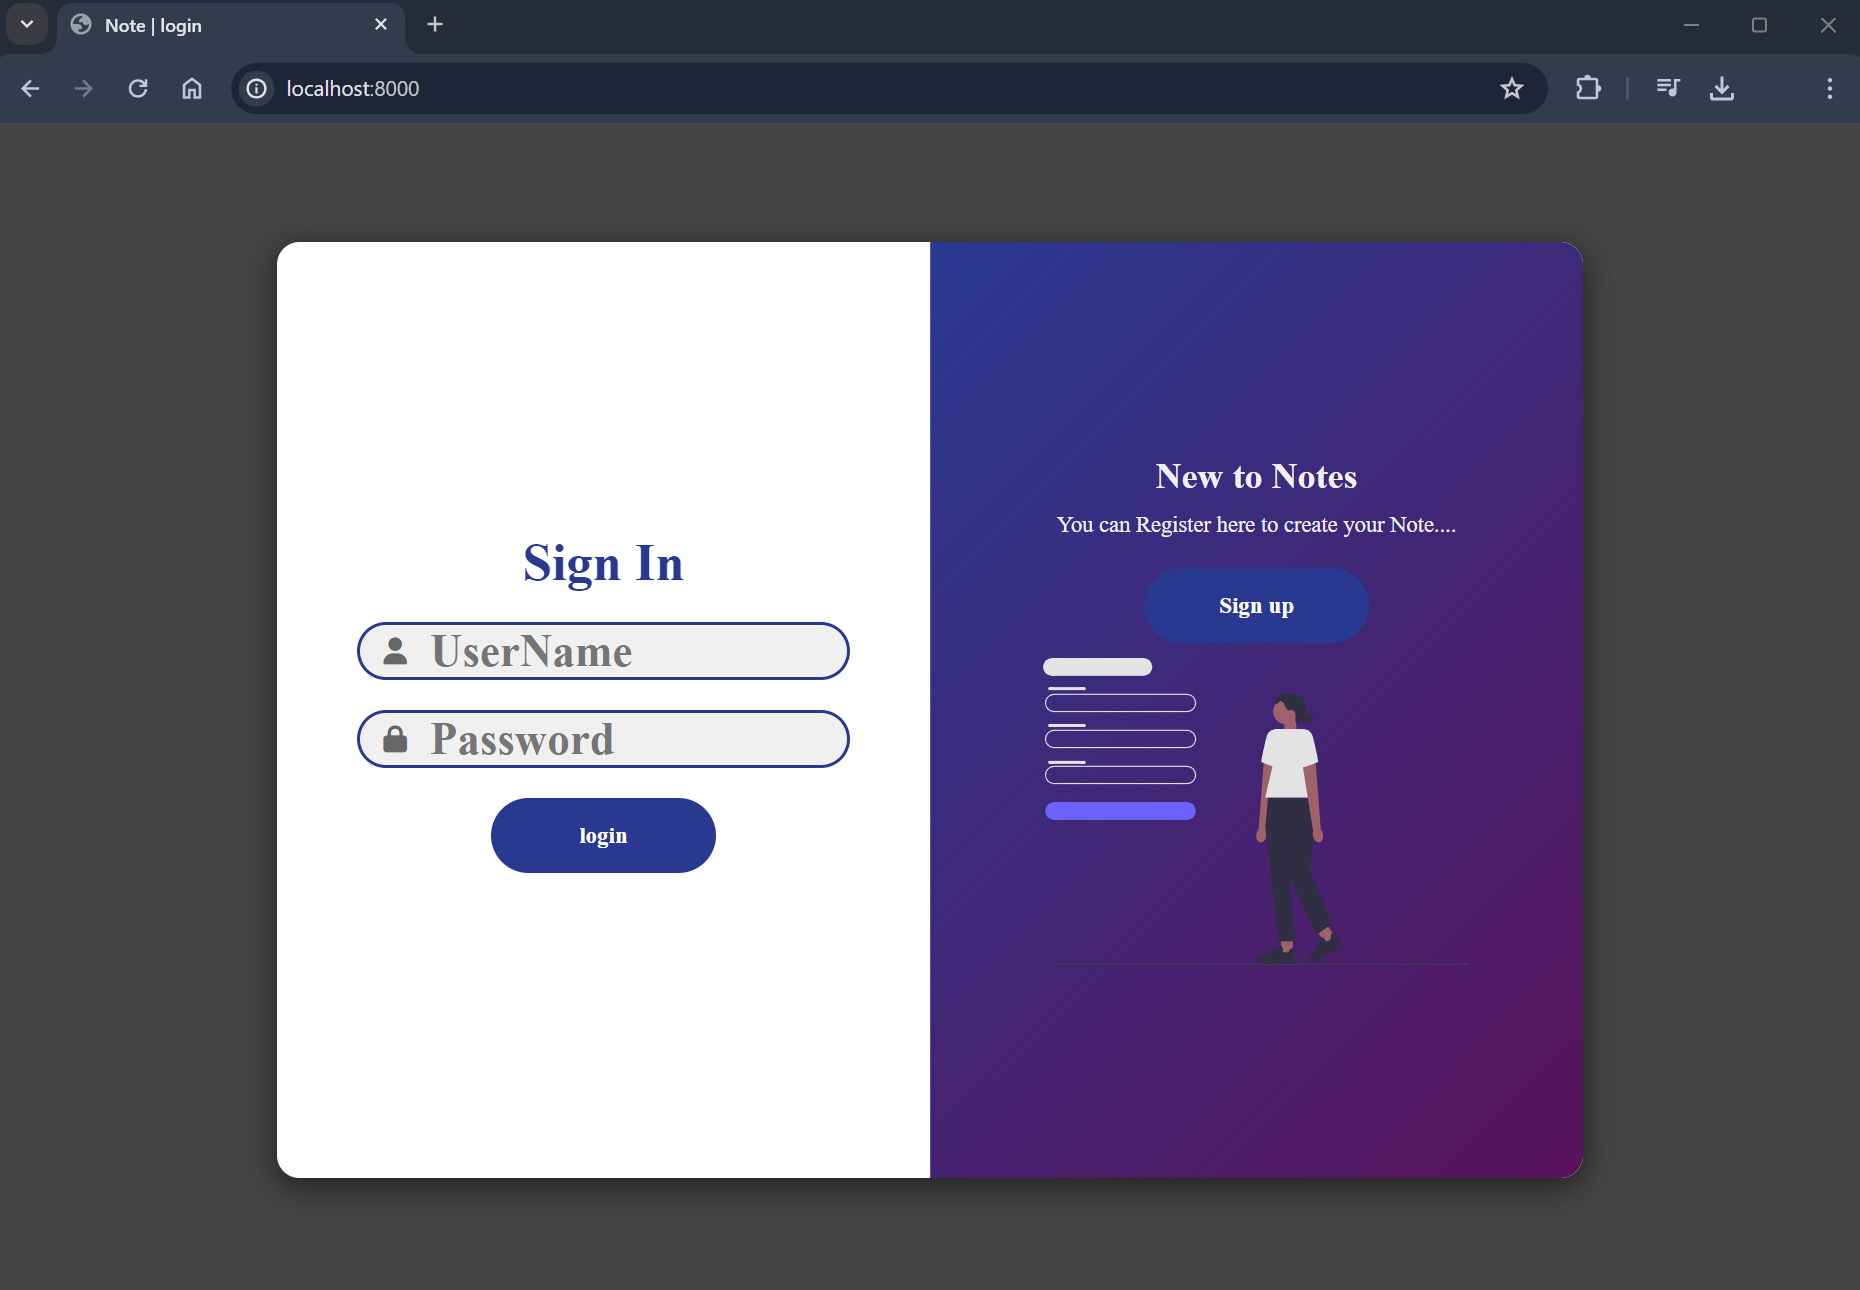 Note | login
localhost:8000
Sign In
UserName
Password
login
New to Notes
You can Register here to create your Note....
Sign up